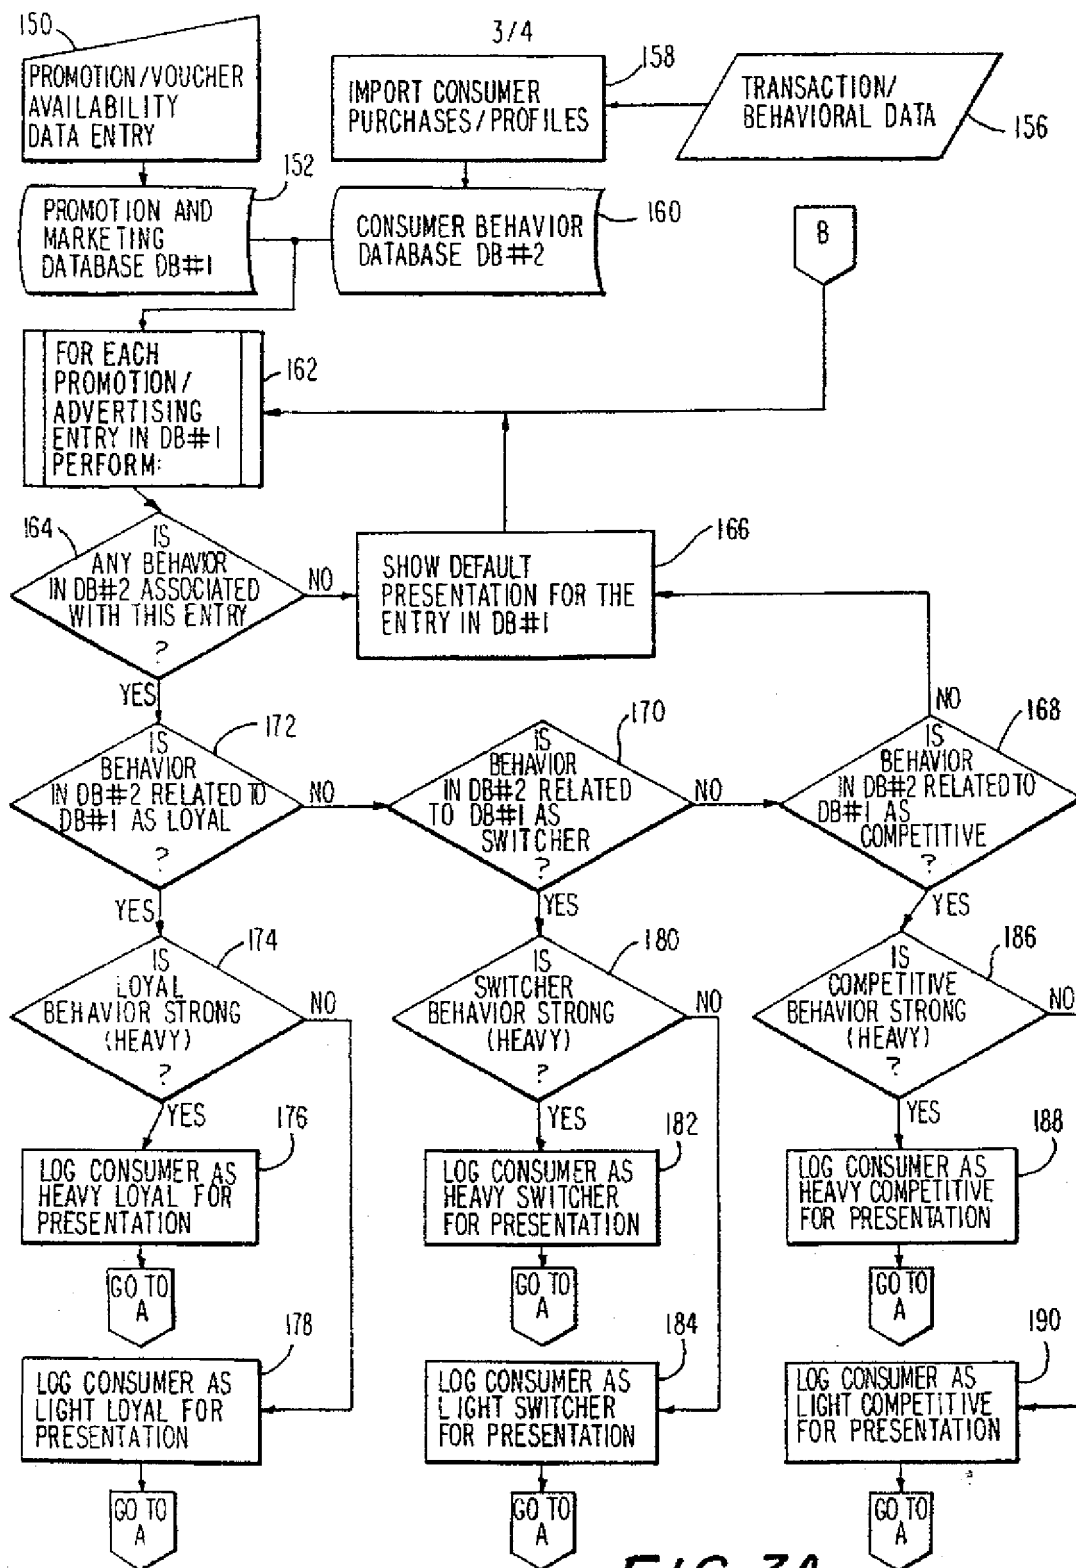 150
3/4
PROMOTION/VOUCHER
AVAILABILITY
DATA ENTRY
IMPORT CONSUMER
PURCHASES/PROFILES
158
TRANSACTION/
BEHAVIORAL DATA
156
152
PROMOTION AND
MARKETING
DATABASE DB#1
CONSUMER BEHAVIOR
DATABASE DB#2
160
B
FOR EACH
PROMOTION/
ADVERTISING
ENTRY IN DB#1
PERFORM:
162
164
IS
ANY BEHAVIOR
IN DB#2 ASSOCIATED
WITH THIS ENTRY
?
NO
YES
SHOW DEFAULT
PRESENTATION FOR THE
ENTRY IN DB#1
166
172
IS
BEHAVIOR
IN DB#2 RELATED TO
DB#1 AS LOYAL
?
NO
YES
170
IS
BEHAVIOR
IN DB#2 RELATED
TO DB#1 AS
SWITCHER
?
NO
YES
NO
168
IS
BEHAVIOR
IN DB#2 RELATED TO
DB#1 AS
COMPETITIVE
?
YES
174
IS
LOYAL
BEHAVIOR STRONG
(HEAVY)
?
NO
YES
180
IS
SWITCHER
BEHAVIOR STRONG
(HEAVY)
?
NO
YES
186
IS
COMPETITIVE
BEHAVIOR STRONG
(HEAVY)
?
NO
YES
176
LOG CONSUMER AS
HEAVY LOYAL FOR
PRESENTATION
182
LOG CONSUMER AS
HEAVY SWITCHER
FOR PRESENTATION
188
LOG CONSUMER AS
HEAVY COMPETITIVE
FOR PRESENTATION
GO TO
A
GO TO
A
GO TO
A
178
LOG CONSUMER AS
LIGHT LOYAL FOR
PRESENTATION
184
LOG CONSUMER AS
LIGHT SWITCHER
FOR PRESENTATION
190
LOG CONSUMER AS
LIGHT COMPETITIVE
FOR PRESENTATION
GO TO
A
GO TO
A
GO TO
A
FIG. 3A